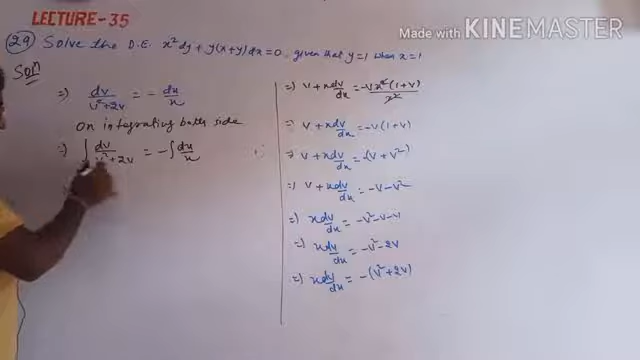 LECTURE-35
Made with KINEMASTER
29 Solve the D.E. x²dy + y(x+y)dx=0, given that y=1 when x=1
Soln
=) dv/v²+2v = - dx/x
On integrating both side
=) ∫ dv/v²+2v = -∫ dx/x
=) v + x dv/dx = -v x²(1+v)/x²
=) v + x dv/dx = -v(1+v)
=) v + x dv/dx = -(v+v²)
=) v + x dv/dx = -v-v²
=) x dv/dx = -v²-v-v
=) x dv/dx = -v²-2v
=) x dv/dx = -(v²+2v)